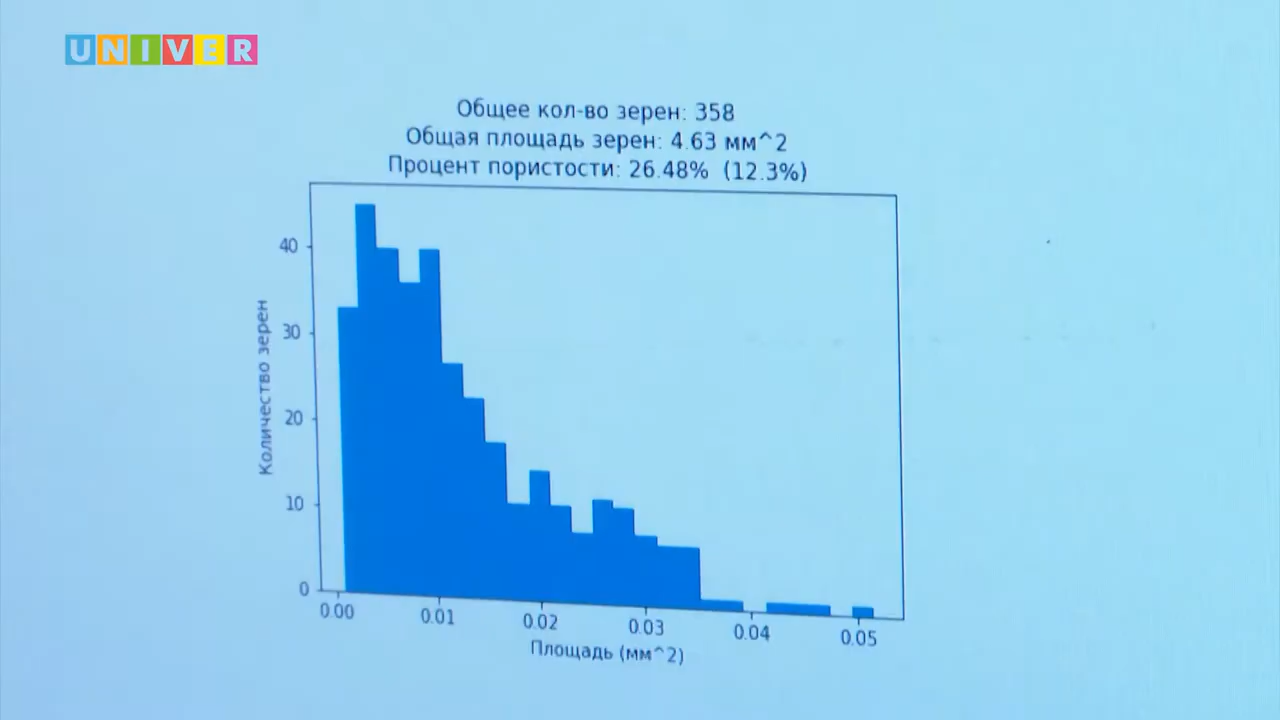 UNIVER
Общее кол-во зерен: 358
Общая площадь зерен: 4.63 мм^2
Процент пористости: 26.48% (12.3%)
Количество зерен
40
30
20
10
0
0.00 0.01 0.02 0.03 0.04 0.05
Площадь (мм^2)